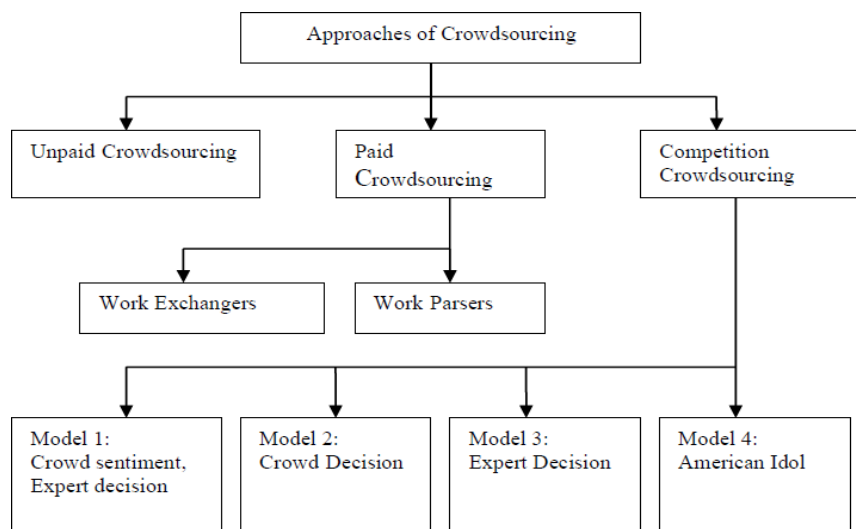 Approaches of Crowdsourcing
Unpaid Crowdsourcing
Paid
Crowdsourcing
Competition
Crowdsourcing
Work Exchangers
Work Parsers
Model 1:
Crowd sentiment,
Expert decision
Model 2:
Crowd Decision
Model 3:
Expert Decision
Model 4:
American Idol